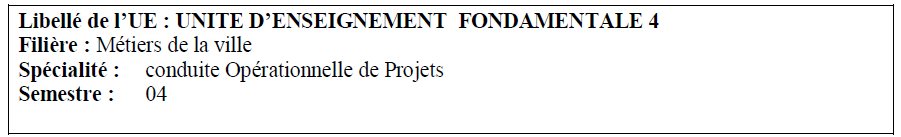 Libellé de l’UE : UNITE D’ENSEIGNEMENT FONDAMENTALE 4
Filière : Métiers de la ville
Spécialité : conduite Opérationnelle de Projets
Semestre : 04